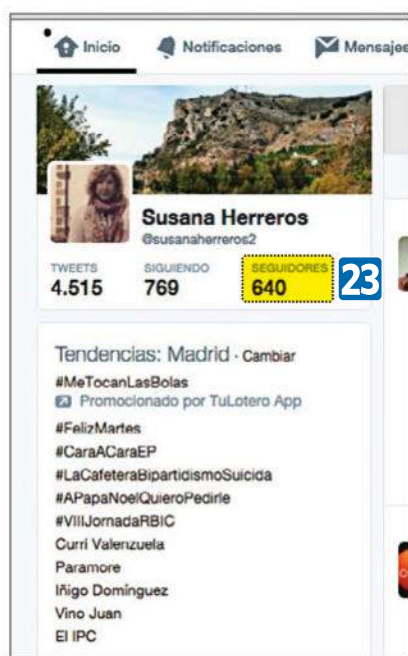 Inicio Notificaciones Mensajes
Susana Herreros
@susanaherreros2
TWEETS SIGUIENDO SEGUIDORES
4.515 769 640
23
Tendencias: Madrid · Cambiar
#MeTocanLasBolas
Promocionado por TuLotero App
#FelizMartes
#CaraACaraEP
#LaCafeteraBipartidismoSuicida
#APapaNoelQuieroPedirle
#VIIIJornadaRBIC
Curri Valenzuela
Paramore
Iñigo Domínguez
Vino Juan
El IPC